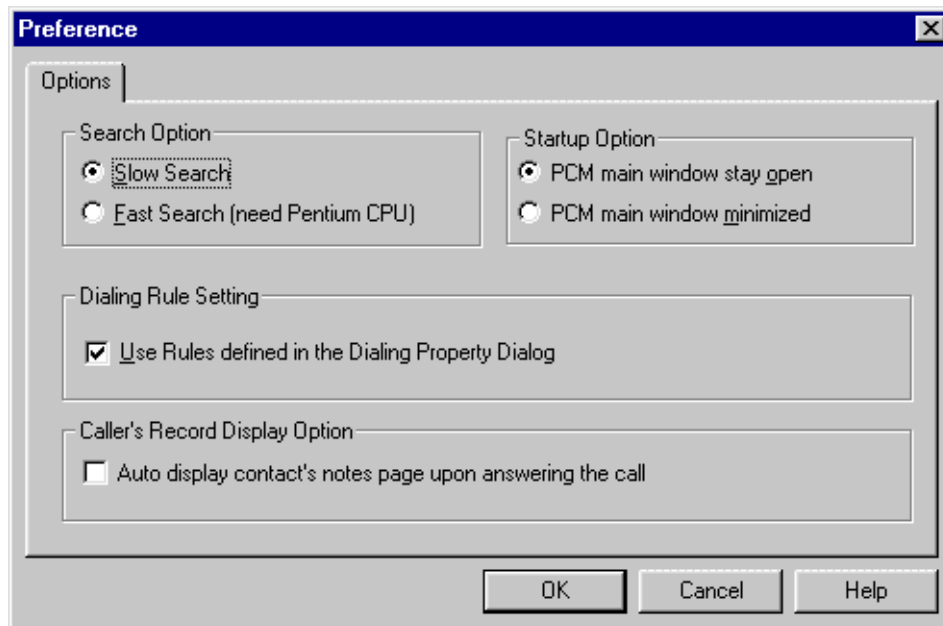 Preference
Options
Search Option
Slow Search
Fast Search (need Pentium CPU)
Startup Option
PCM main window stay open
PCM main window minimized
Dialing Rule Setting
Use Rules defined in the Dialing Property Dialog
Caller's Record Display Option
Auto display contact's notes page upon answering the call
OK
Cancel
Help